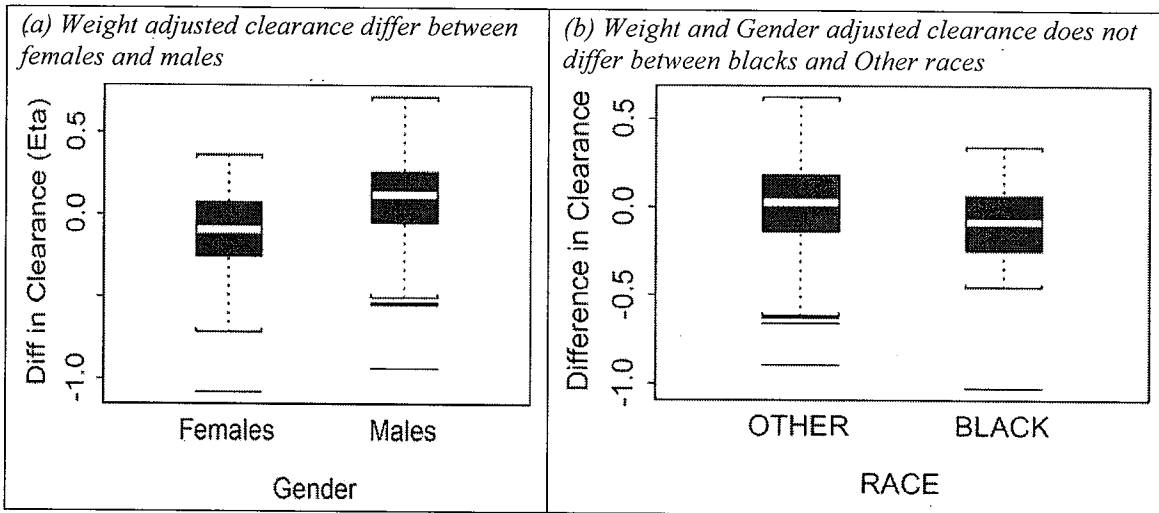 (a) Weight adjusted clearance differ between
females and males
Diff in Clearance (Eta)
0.5
0.0
-1.0
Females Males
Gender
(b) Weight and Gender adjusted clearance does not
differ between blacks and Other races
Difference in Clearance
0.5
0.0
-0.5
-1.0
OTHER BLACK
RACE